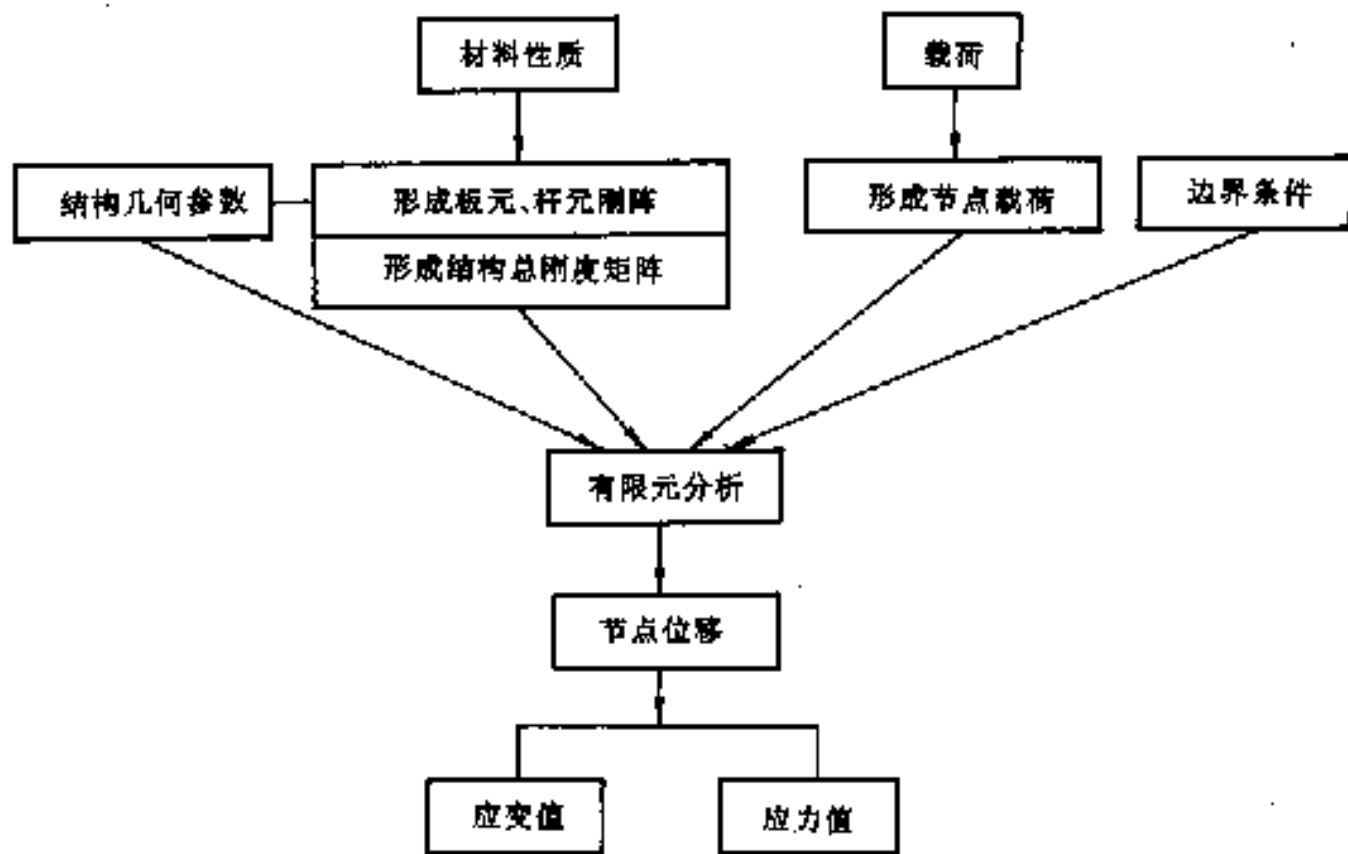 材料性质
载荷
结构几何参数
形成板元、杆元刚阵
形成节点载荷
边界条件
形成结构总刚度矩阵
有限元分析
节点位移
应变值
应力值